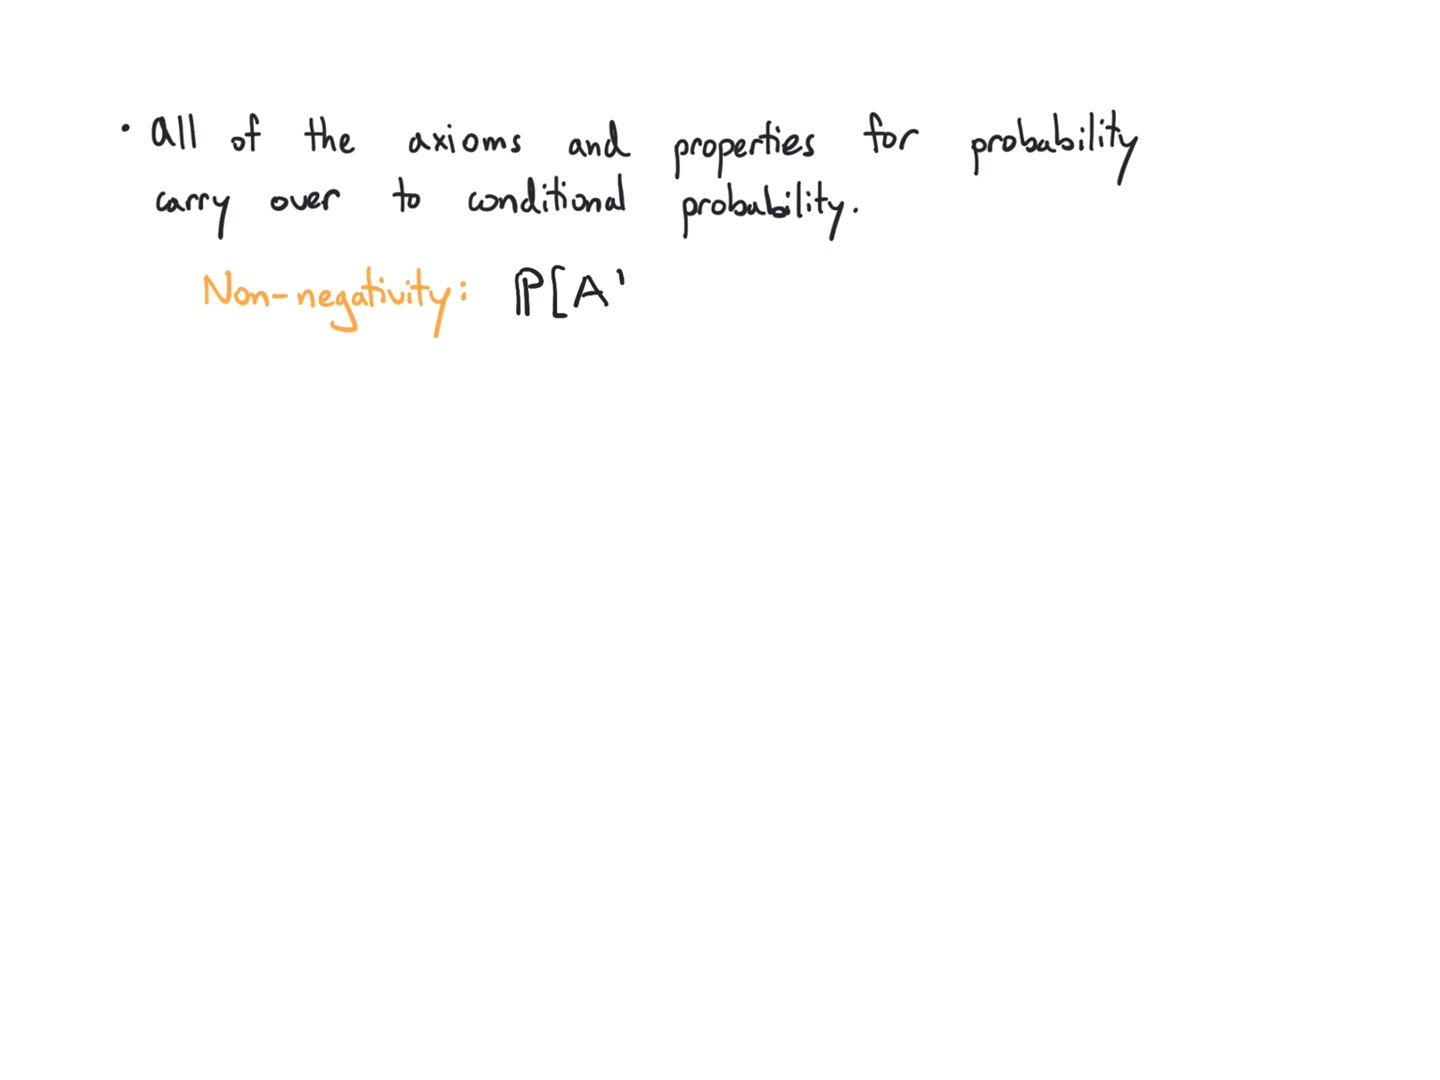 • all of the axioms and properties for probability
carry over to conditional probability.
Non-negativity: ℙ[A'